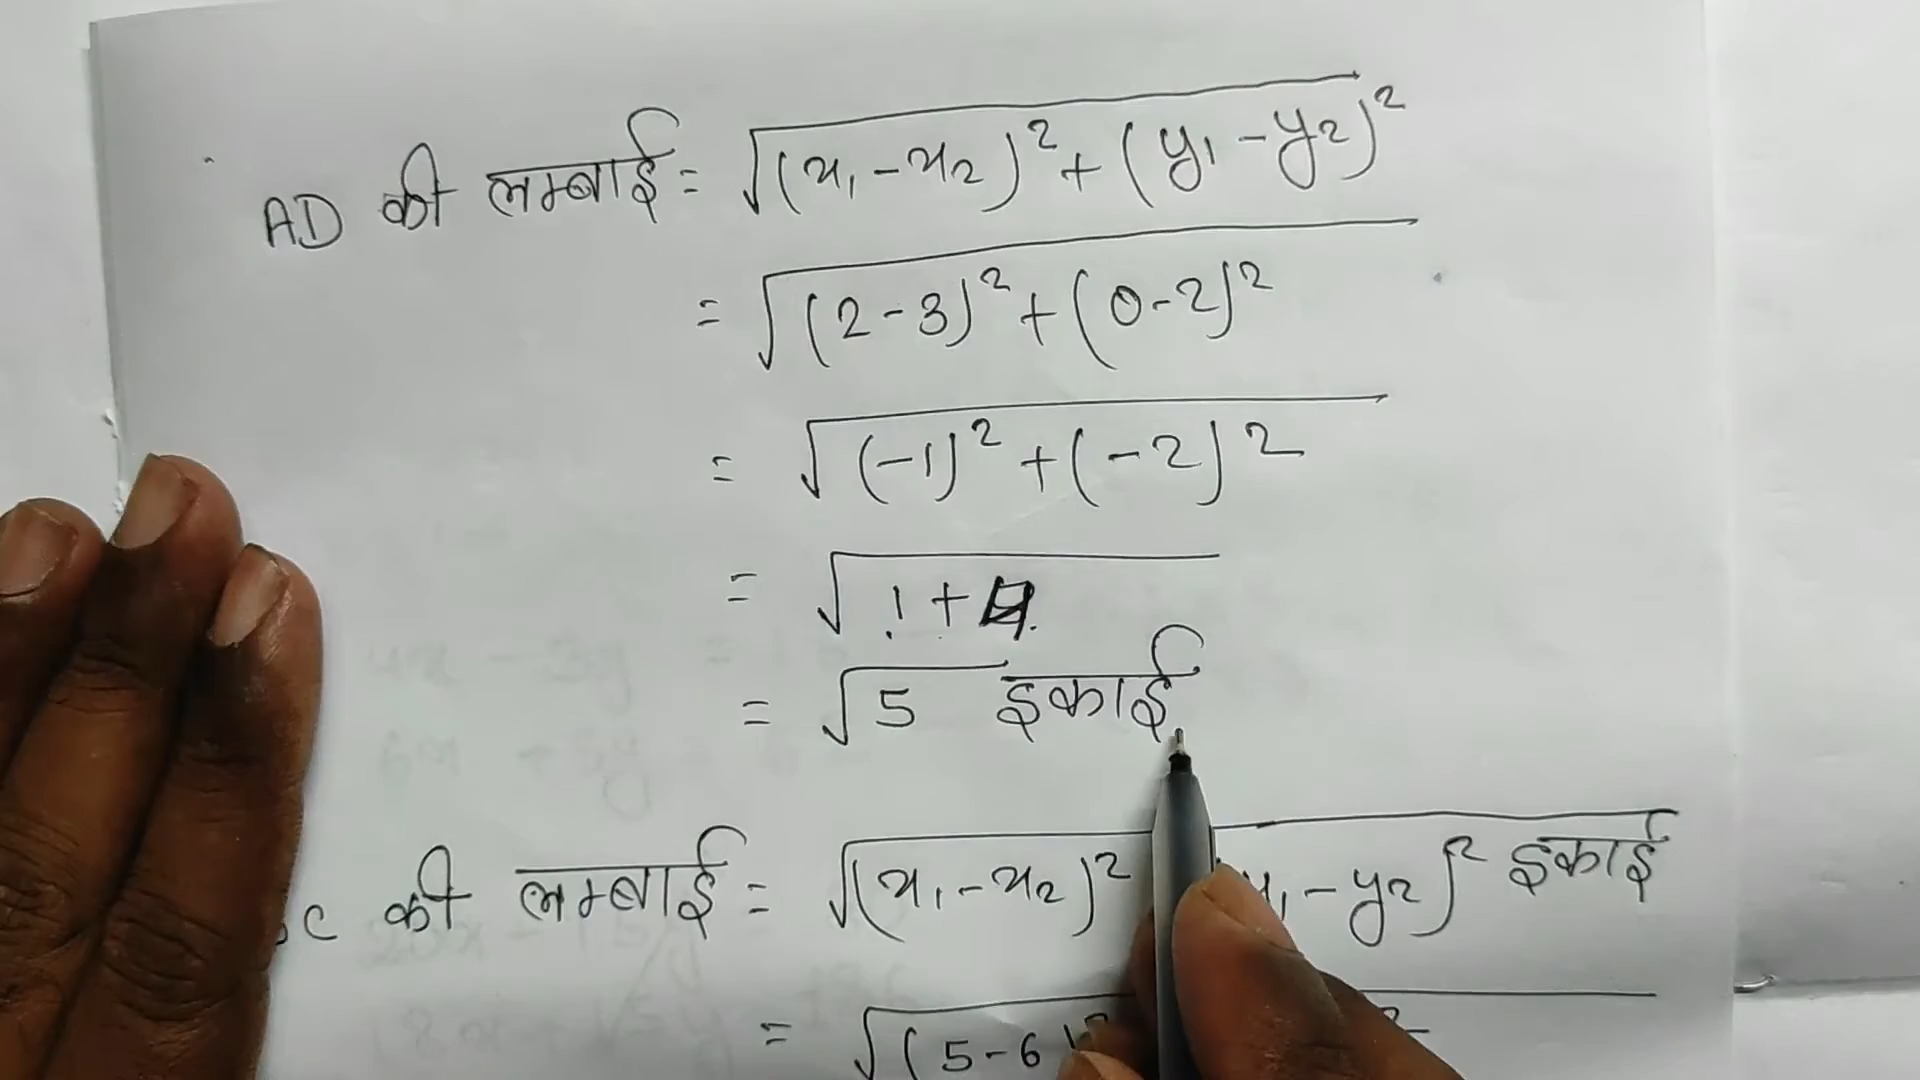 AD की लम्बाई = √(x₁ - x₂)² + (y₁ - y₂)²
= √(2 - 3)² + (0 - 2)²
= √(-1)² + (-2)2
= √1 + 4
= √5 इकाई
C की लम्बाई = √(x₁ - x₂)² y₁ - y₂)² इकाई
= √(5 - 6)